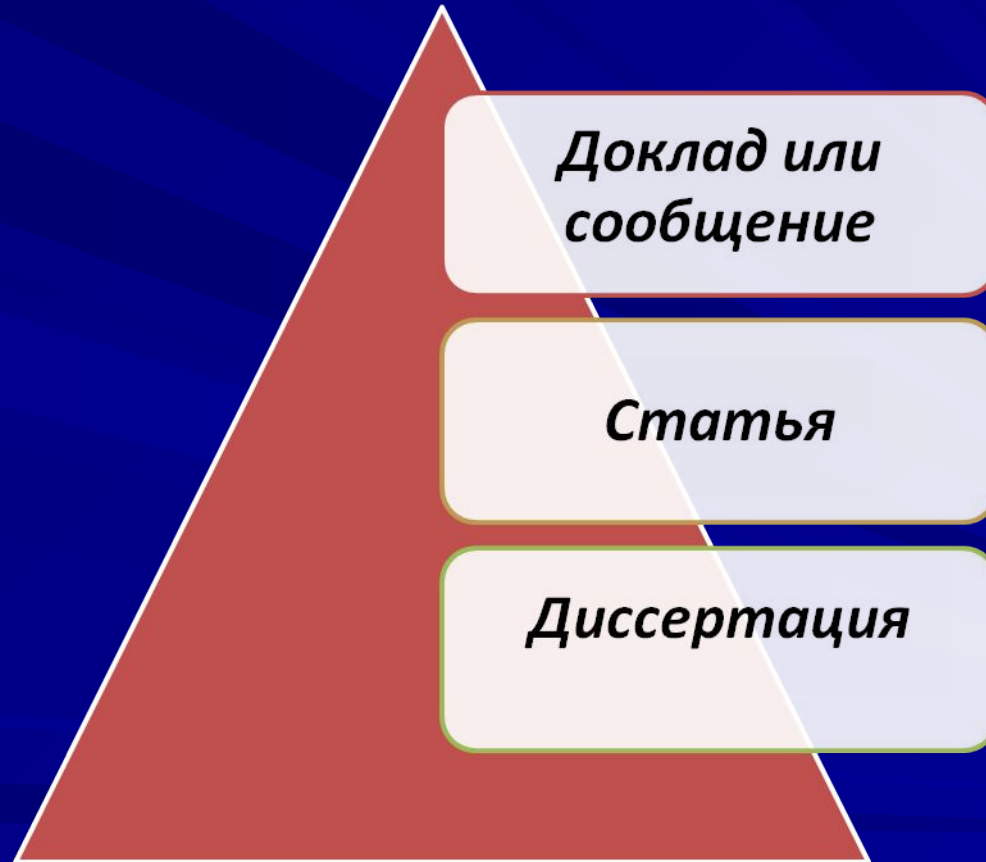 Доклад или
сообщение
Статья
Диссертация